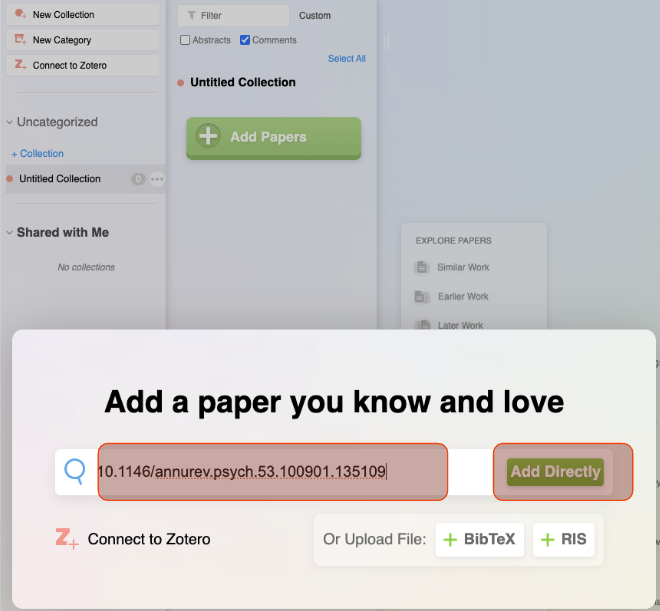 New Collection
New Category
Connect to Zotero
Uncategorized
+ Collection
Untitled Collection 0
Shared with Me
No collections
Filter Custom
Abstracts Comments
Select All
Untitled Collection
Add Papers
EXPLORE PAPERS
Similar Work
Earlier Work
Later Work
Add a paper you know and love
10.1146/annurev.psych.53.100901.135109
Add Directly
Z+ Connect to Zotero
Or Upload File: + BibTeX + RIS